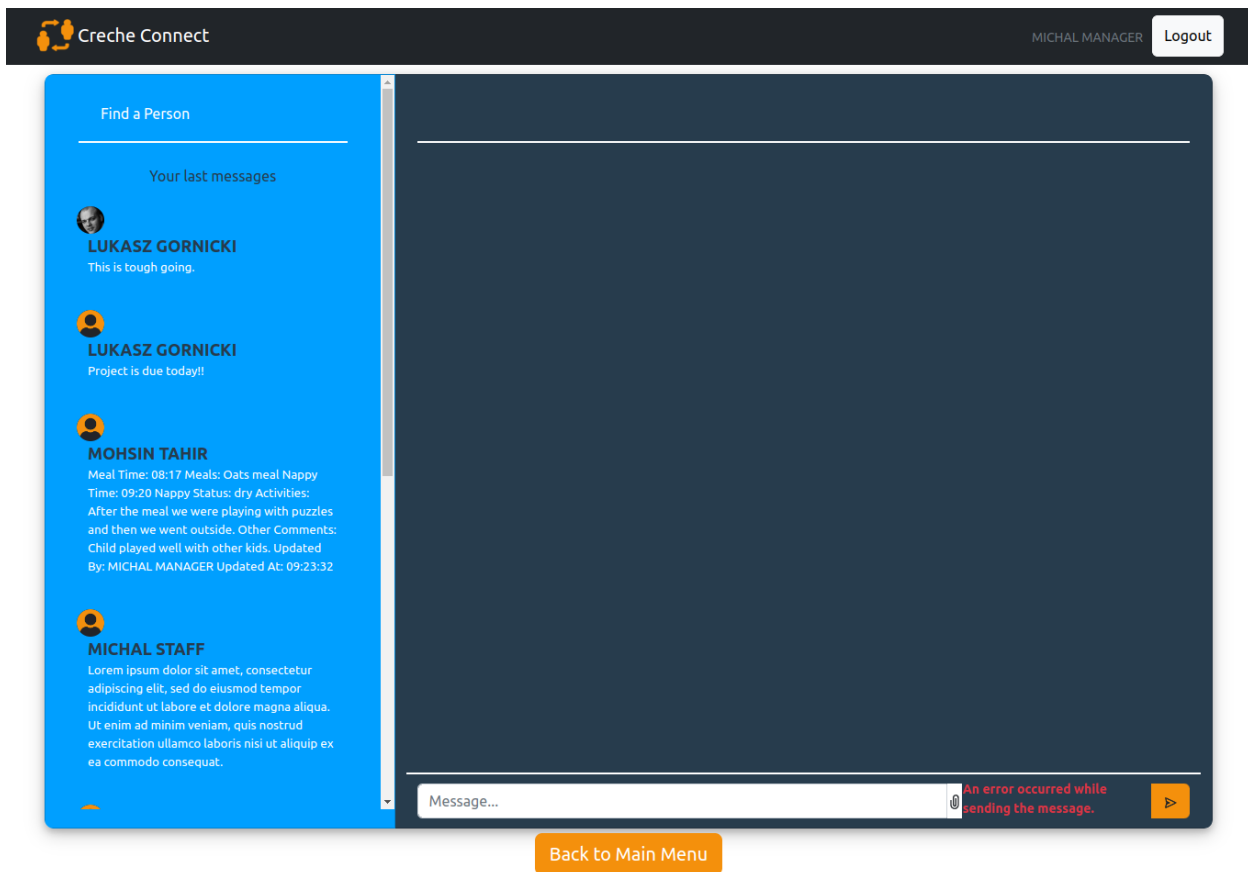 Creche Connect
MICHAL MANAGER
Logout
Find a Person
Your last messages
LUKASZ GORNICKI
This is tough going.
LUKASZ GORNICKI
Project is due today!!
MOHSIN TAHIR
Meal Time: 08:17 Meals: Oats meal Nappy
Time: 09:20 Nappy Status: dry Activities:
After the meal we were playing with puzzles
and then we went outside. Other Comments:
Child played well with other kids. Updated
By: MICHAL MANAGER Updated At: 09:23:32
MICHAL STAFF
Lorem ipsum dolor sit amet, consectetur
adipiscing elit, sed do eiusmod tempor
incididunt ut labore et dolore magna aliqua.
Ut enim ad minim veniam, quis nostrud
exercitation ullamco laboris nisi ut aliquip ex
ea commodo consequat.
Message...
An error occurred while
sending the message.
Back to Main Menu